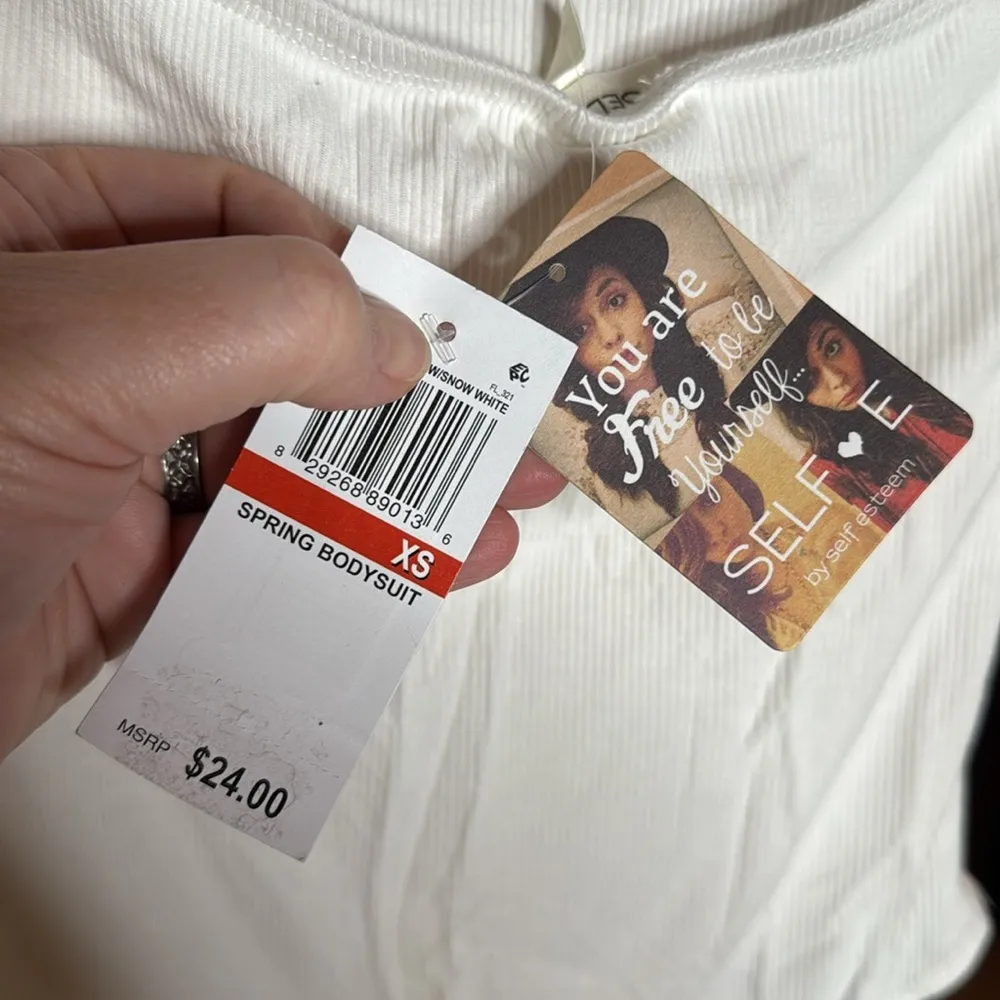 W/SNOW WHITE
FL_321
8 29268 89013 6
XS
SPRING BODYSUIT
MSRP $24.00
You are
Free to be
yourself...
SELF ♥ E
by self esteem